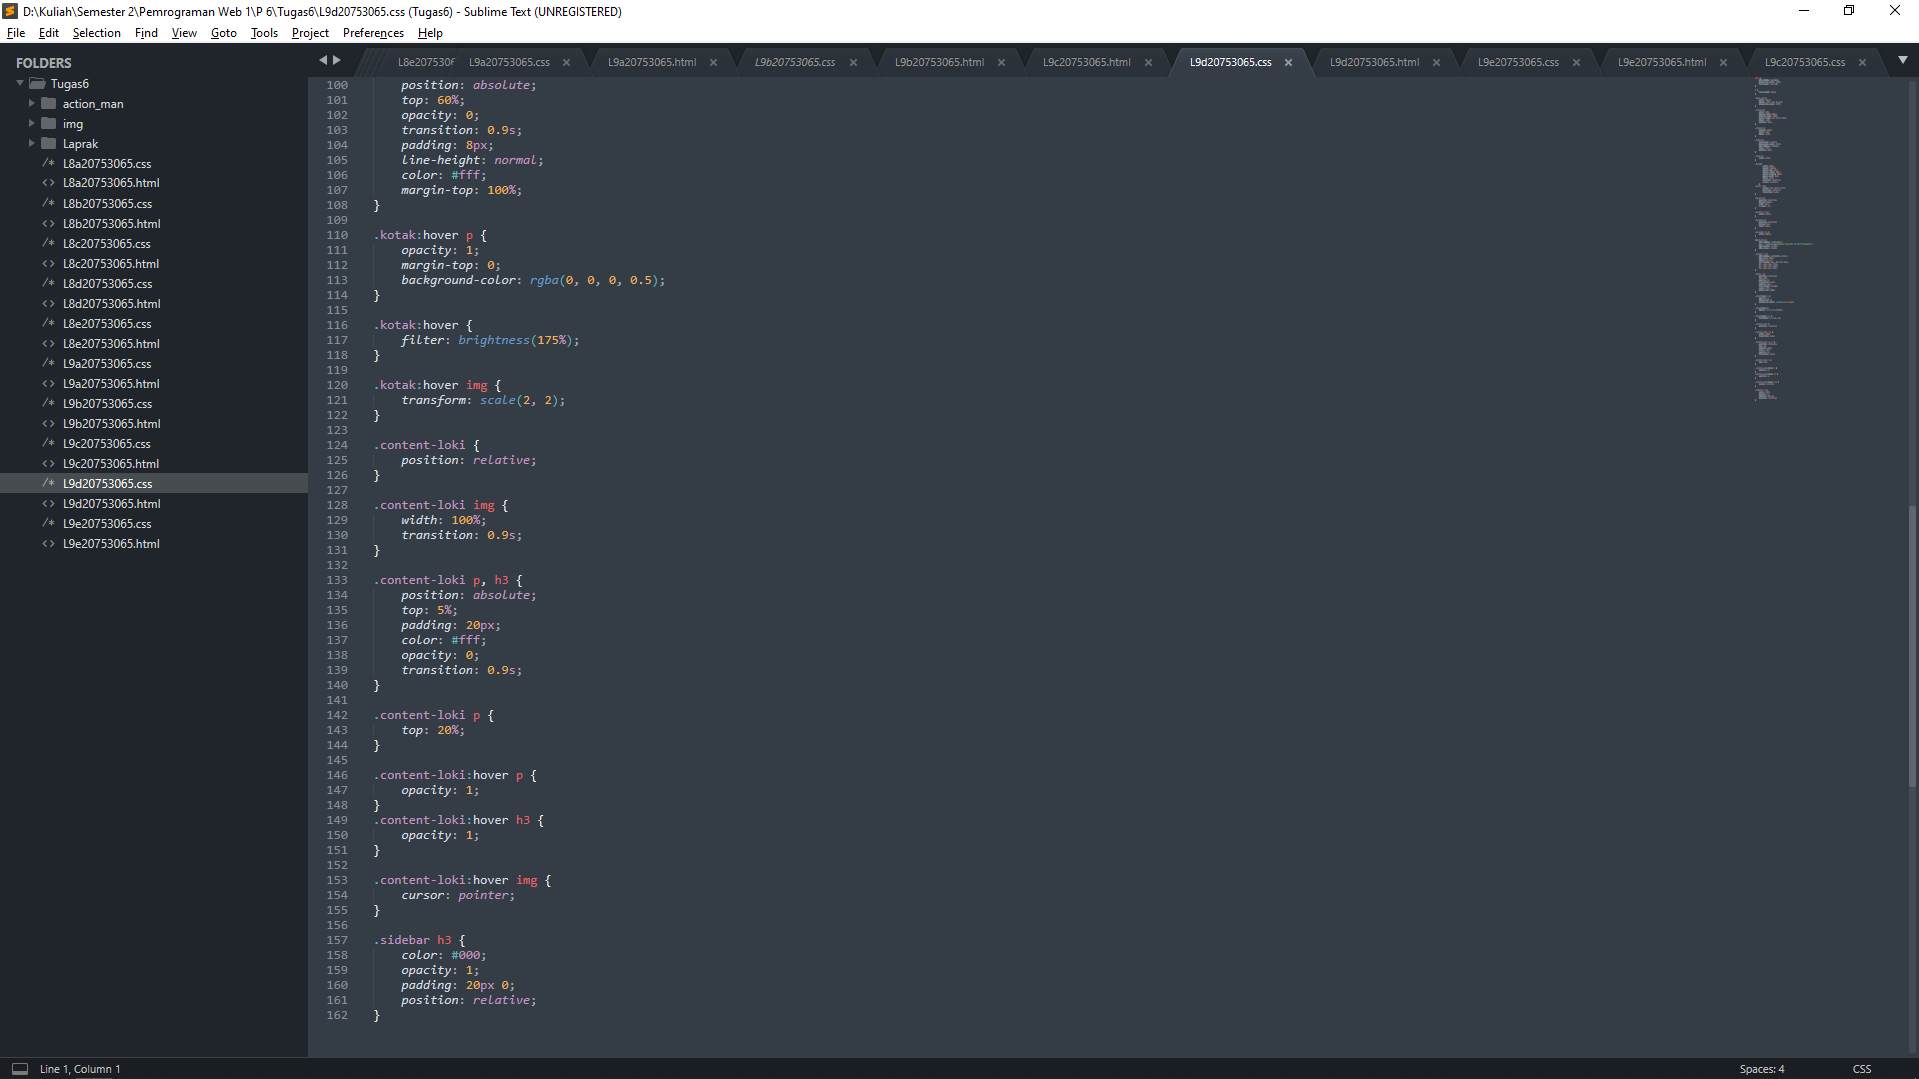 D:\Kuliah\Semester 2\Pemrograman Web 1\P 6\Tugas6\L9d20753065.css (Tugas6) - Sublime Text (UNREGISTERED)
File Edit Selection Find View Goto Tools Project Preferences Help
FOLDERS
Tugas6
action_man
img
Laprak
/* L8a20753065.css
<> L8a20753065.html
/* L8b20753065.css
<> L8b20753065.html
/* L8c20753065.css
<> L8c20753065.html
/* L8d20753065.css
<> L8d20753065.html
/* L8e20753065.css
<> L8e20753065.html
/* L9a20753065.css
<> L9a20753065.html
/* L9b20753065.css
<> L9b20753065.html
/* L9c20753065.css
<> L9c20753065.html
/* L9d20753065.css
<> L9d20753065.html
/* L9e20753065.css
<> L9e20753065.html
L8e2075306 L9a20753065.css L9a20753065.html L9b20753065.css L9b20753065.html L9c20753065.html L9d20753065.css L9d20753065.html L9e20753065.css L9e20753065.html L9c20753065.css
100 position: absolute;
101 top: 60%;
102 opacity: 0;
103 transition: 0.9s;
104 padding: 8px;
105 line-height: normal;
106 color: #fff;
107 margin-top: 100%;
108 }
109
110 .kotak:hover p {
111 opacity: 1;
112 margin-top: 0;
113 background-color: rgba(0, 0, 0, 0.5);
114 }
115
116 .kotak:hover {
117 filter: brightness(175%);
118 }
119
120 .kotak:hover img {
121 transform: scale(2, 2);
122 }
123
124 .content-loki {
125 position: relative;
126 }
127
128 .content-loki img {
129 width: 100%;
130 transition: 0.9s;
131 }
132
133 .content-loki p, h3 {
134 position: absolute;
135 top: 5%;
136 padding: 20px;
137 color: #fff;
138 opacity: 0;
139 transition: 0.9s;
140 }
141
142 .content-loki p {
143 top: 20%;
144 }
145
146 .content-loki:hover p {
147 opacity: 1;
148 }
149 .content-loki:hover h3 {
150 opacity: 1;
151 }
152
153 .content-loki:hover img {
154 cursor: pointer;
155 }
156
157 .sidebar h3 {
158 color: #000;
159 opacity: 1;
160 padding: 20px 0;
161 position: relative;
162 }
Line 1, Column 1
Spaces: 4
CSS